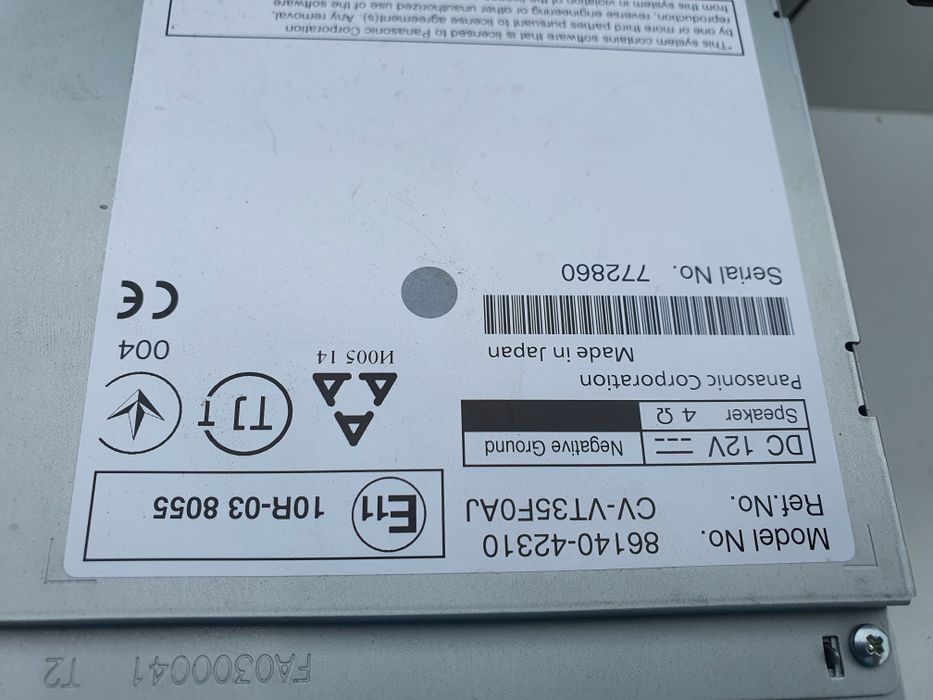 FA0300041 T2
Model No. 86140-42310
Ref.No. CV-VT35F0AJ
DC 12V Negative Ground
Speaker 4 Ω
Panasonic Corporation
Made in Japan
Serial No. 772860
E11 10R-03 8055
TJT
И005 14
004
CE
*This system contains software that is licensed to Panasonic Corporation
by one or more third parties pursuant to license agreement(s). Any removal,
reproduction, reverse engineering or other unauthorized use of the software
from this system in violation of the